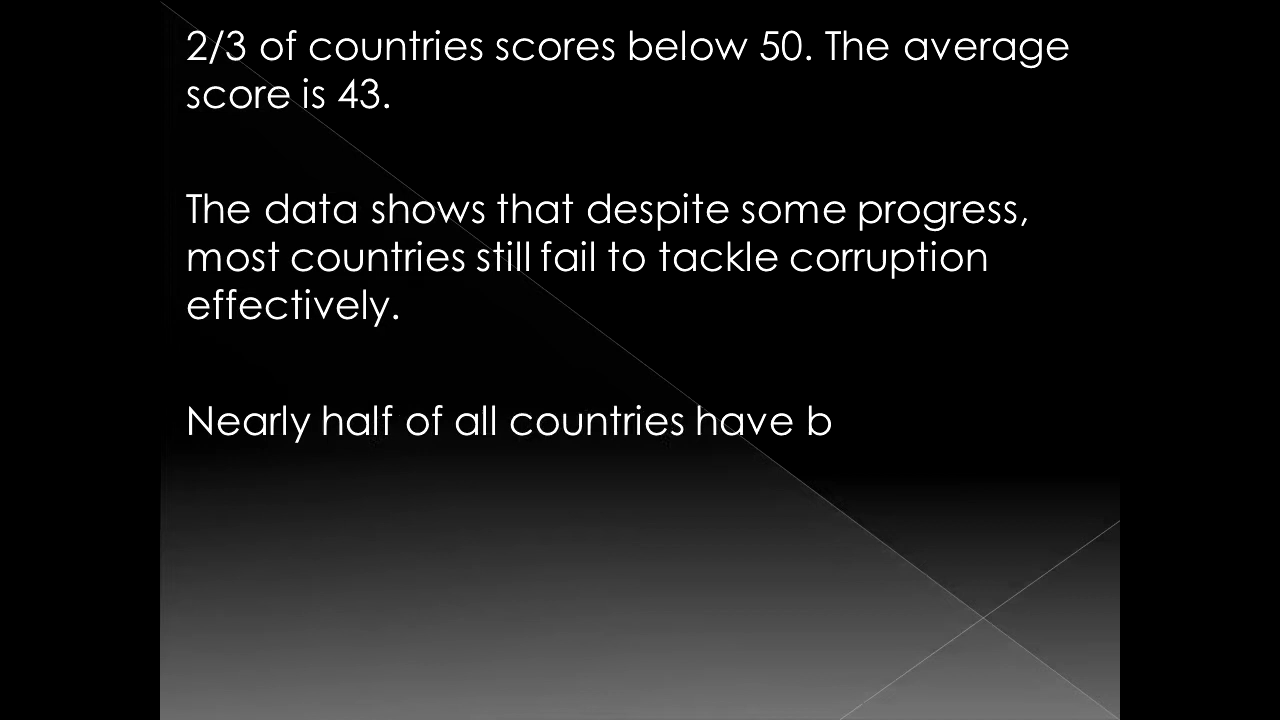 2/3 of countries scores below 50. The average
score is 43.
The data shows that despite some progress,
most countries still fail to tackle corruption
effectively.
Nearly half of all countries have b